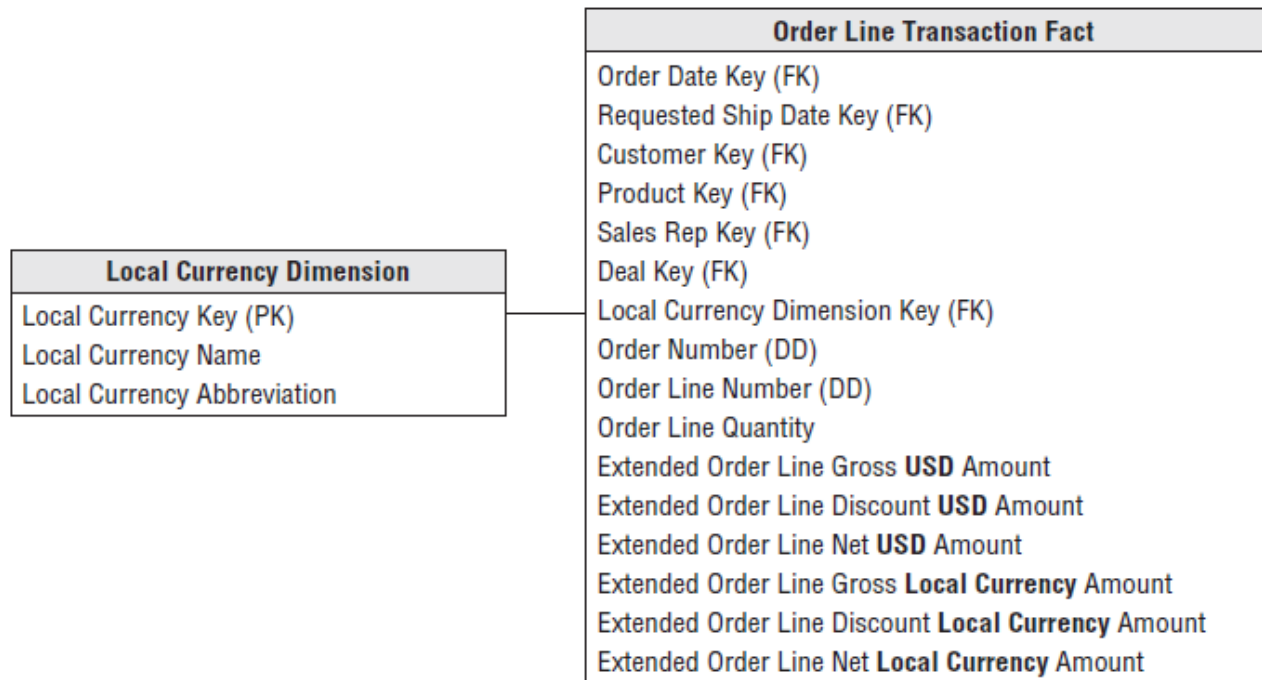 Local Currency Dimension
Local Currency Key (PK)
Local Currency Name
Local Currency Abbreviation
Order Line Transaction Fact
Order Date Key (FK)
Requested Ship Date Key (FK)
Customer Key (FK)
Product Key (FK)
Sales Rep Key (FK)
Deal Key (FK)
Local Currency Dimension Key (FK)
Order Number (DD)
Order Line Number (DD)
Order Line Quantity
Extended Order Line Gross USD Amount
Extended Order Line Discount USD Amount
Extended Order Line Net USD Amount
Extended Order Line Gross Local Currency Amount
Extended Order Line Discount Local Currency Amount
Extended Order Line Net Local Currency Amount